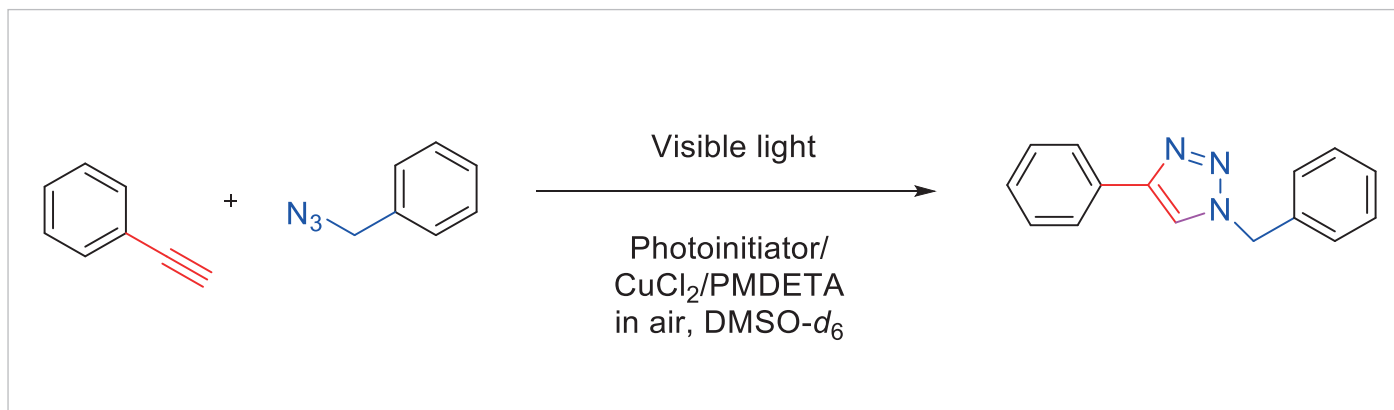 Visible light
+
N₃
Photoinitiator/
CuCl₂/PMDETA
in air, DMSO-d₆
N
N
N